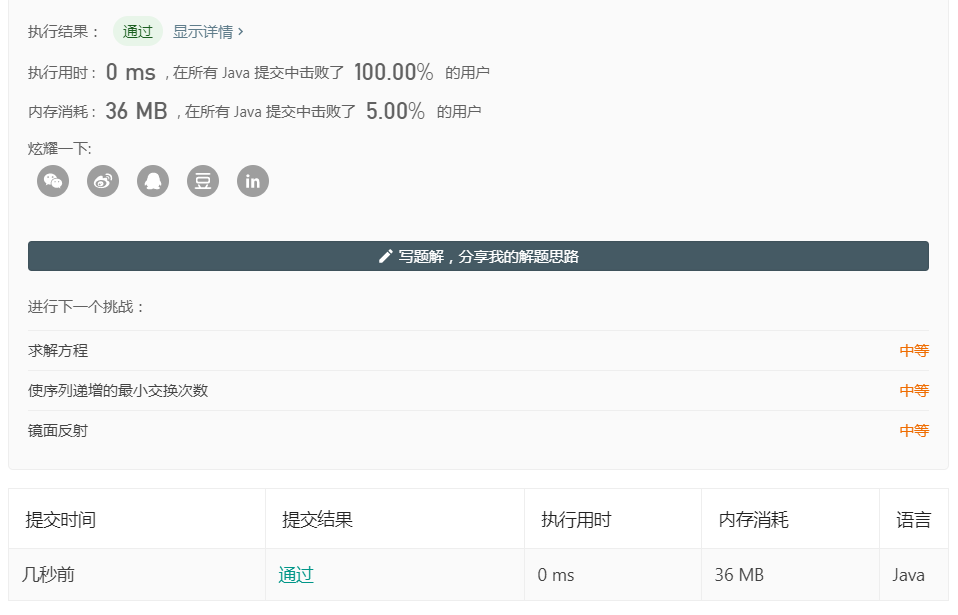 执行结果： 通过 显示详情 ›
执行用时： 0 ms ，在所有 Java 提交中击败了 100.00% 的用户
内存消耗： 36 MB ，在所有 Java 提交中击败了 5.00% 的用户
炫耀一下:
豆 in
写题解，分享我的解题思路
进行下一个挑战：
求解方程 中等
使序列递增的最小交换次数 中等
镜面反射 中等
提交时间 提交结果 执行用时 内存消耗 语言
几秒前 通过 0 ms 36 MB Java